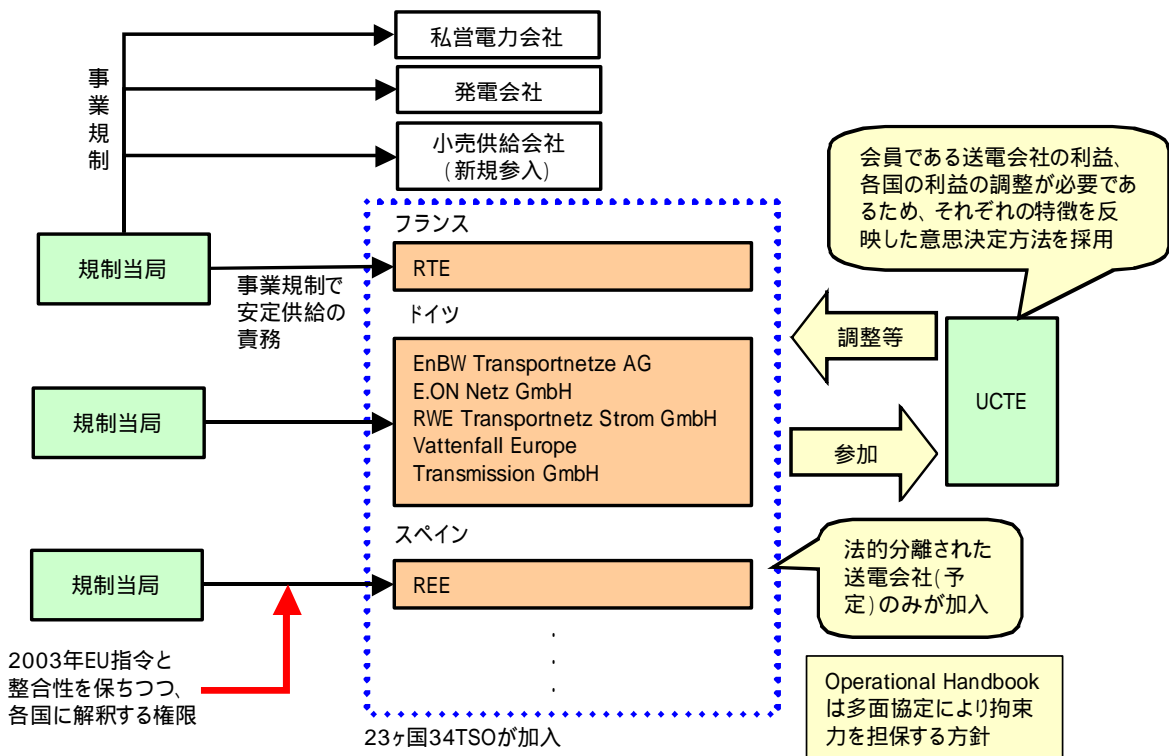 私営電力会社
発電会社
小売供給会社
(新規参入)
事業規制
規制当局
事業規制で
安定供給の
責務
フランス
RTE
ドイツ
EnBW Transportnetze AG
E.ON Netz GmbH
RWE Transportnetz Strom GmbH
Vattenfall Europe
Transmission GmbH
規制当局
スペイン
REE
規制当局
2003年EU指令と
整合性を保ちつつ、
各国に解釈する権限
.
.
.
23ヶ国34TSOが加入
会員である送電会社の利益、
各国の利益の調整が必要であ
るため、それぞれの特徴を反
映した意思決定方法を採用
調整等
参加
UCTE
法的分離された
送電会社(予
定)のみが加入
Operational Handbook
は多面協定により拘束
力を担保する方針